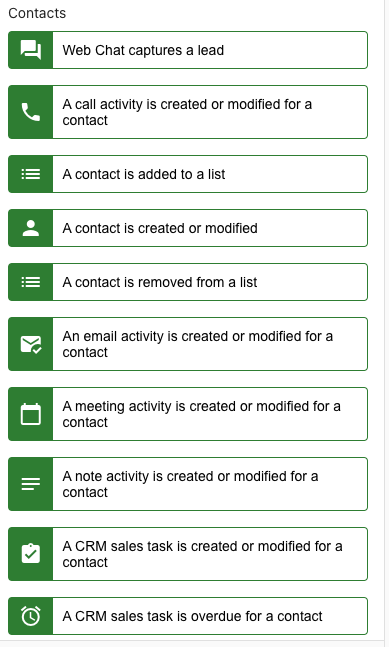 Contacts
Web Chat captures a lead
A call activity is created or modified for a
contact
A contact is added to a list
A contact is created or modified
A contact is removed from a list
An email activity is created or modified for a
contact
A meeting activity is created or modified for a
contact
A note activity is created or modified for a
contact
A CRM sales task is created or modified for a
contact
A CRM sales task is overdue for a contact